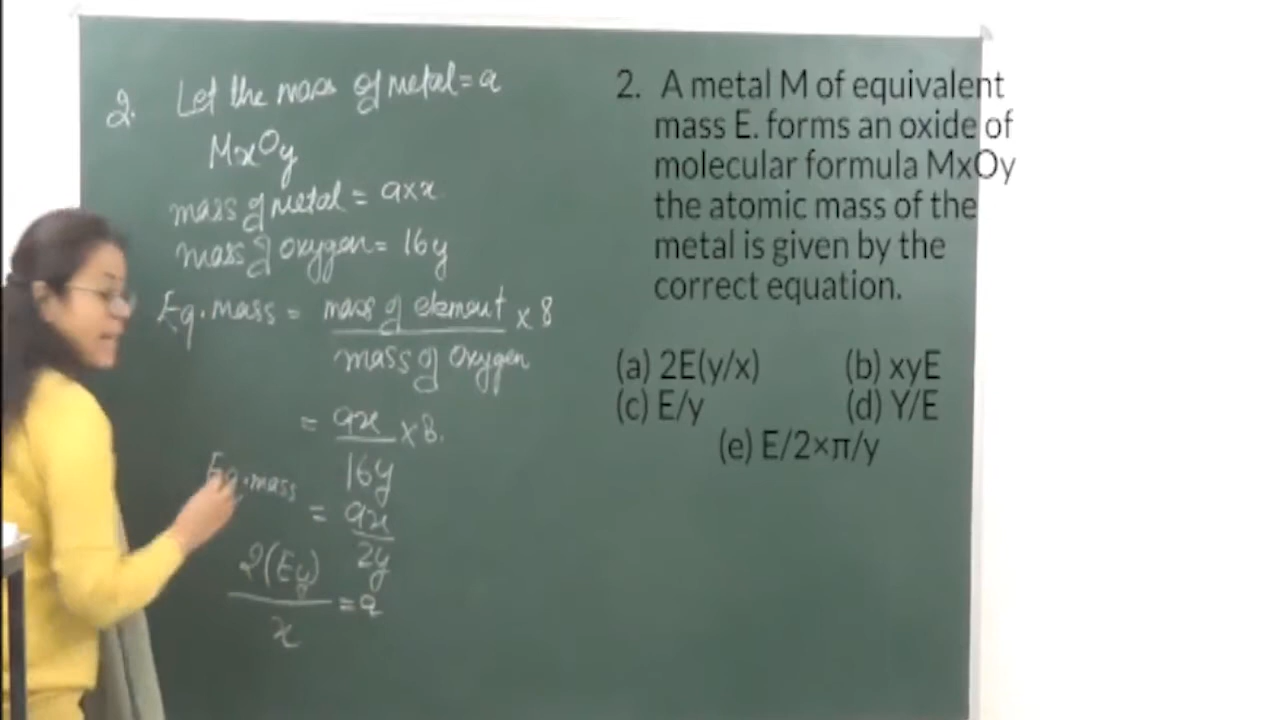 2. Let the mass of metal = a
MxOy
mass of metal = a×x
mass of oxygen = 16y
Eq. mass = mass of element × 8
mass of oxygen
= ax × 8.
16y
Eq. mass
= ax
2y
2(Ey) = a
x
2. A metal M of equivalent
mass E. forms an oxide of
molecular formula MxOy
the atomic mass of the
metal is given by the
correct equation.
(a) 2E(y/x) (b) xyE
(c) E/y (d) Y/E
(e) E/2×π/y